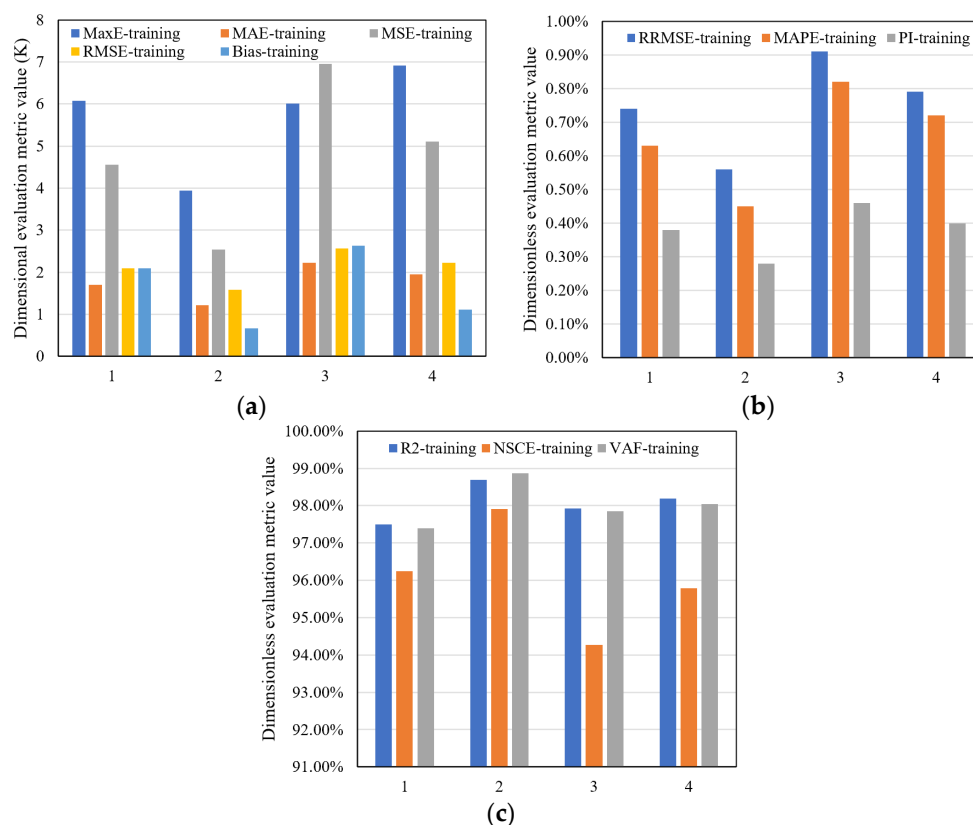 Dimensional evaluation metric value (K)
MaxE-training MAE-training MSE-training
RMSE-training Bias-training
8
7
6
5
4
3
2
1
0
1 2 3 4
(a)
Dimensionless evaluation metric value
RRMSE-training MAPE-training PI-training
1.00%
0.90%
0.80%
0.70%
0.60%
0.50%
0.40%
0.30%
0.20%
0.10%
0.00%
1 2 3 4
(b)
Dimensionless evaluation metric value
R2-training NSCE-training VAF-training
100.00%
99.00%
98.00%
97.00%
96.00%
95.00%
94.00%
93.00%
92.00%
91.00%
1 2 3 4
(c)